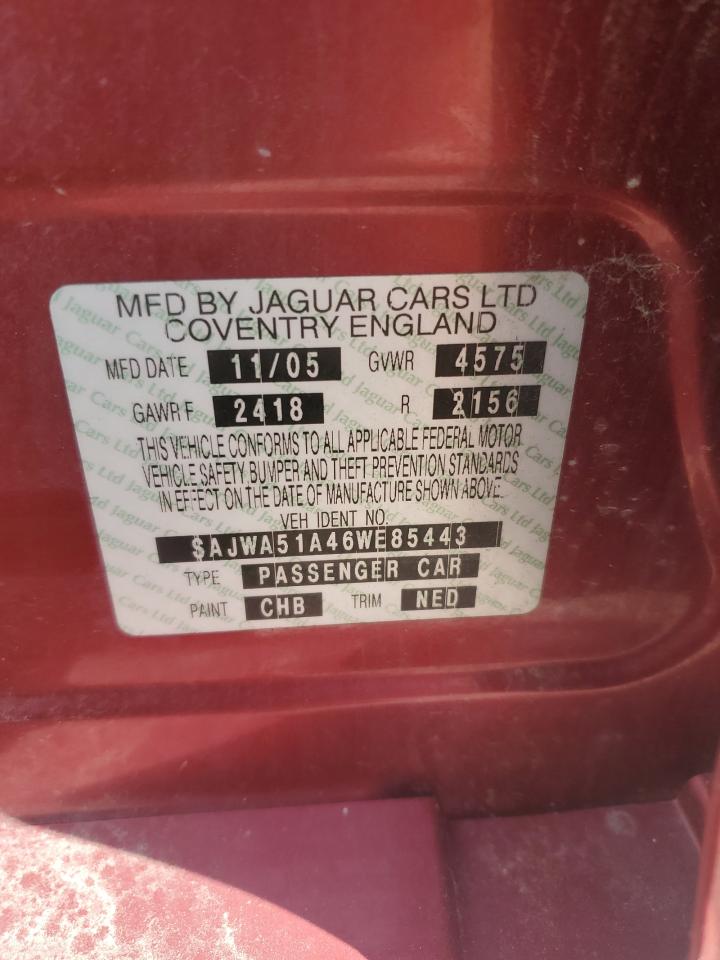 MFD BY JAGUAR CARS LTD
COVENTRY ENGLAND
MFD DATE 11/05 GVWR 4575
GAWR F 2418 R 2156
THIS VEHICLE CONFORMS TO ALL APPLICABLE FEDERAL MOTOR
VEHICLE SAFETY BUMPER AND THEFT PREVENTION STANDARDS
IN EFFECT ON THE DATE OF MANUFACTURE SHOWN ABOVE.
VEH IDENT NO.
SAJWA51A46WE85443
TYPE PASSENGER CAR
PAINT CHB TRIM NED